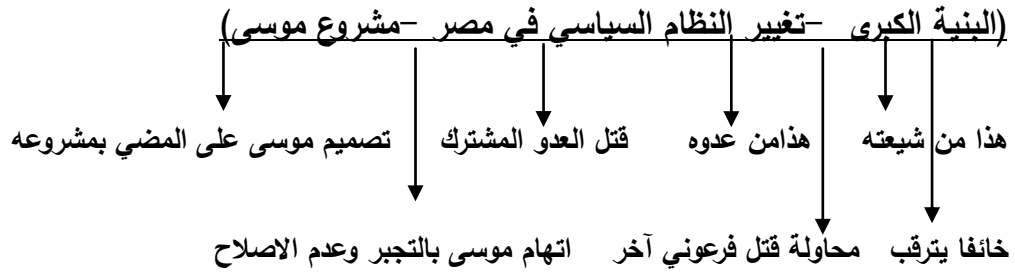 (البنية الكبرى –تغيير النظام السياسي في مصر –مشروع موسى)
هذا من شيعته هذامن عدوه قتل العدو المشترك تصميم موسى على المضي بمشروعه
خائفا يترقب محاولة قتل فرعوني آخر اتهام موسى بالتجبر وعدم الاصلاح